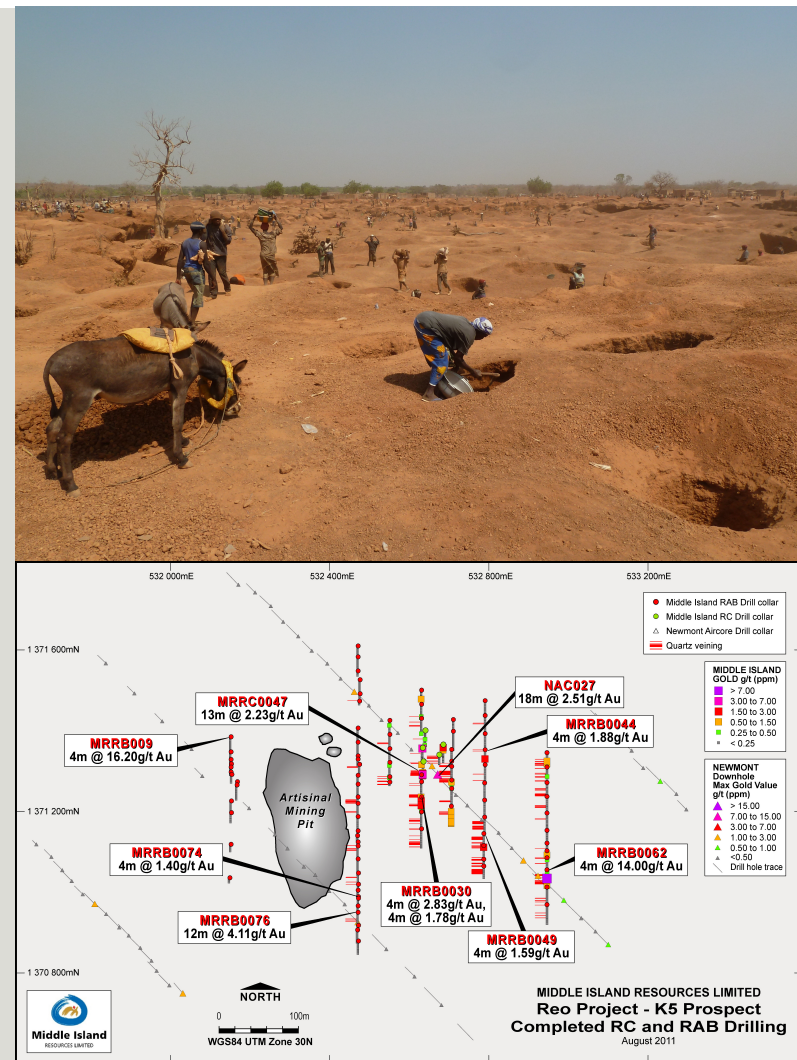 532 000mE
532 400mE
532 800mE
533 200mE
1 371 600mN
1 371 200mN
1 370 800mN
Middle Island RAB Drill collar
Middle Island RC Drill collar
Newmont Aircore Drill collar
Quartz veining
MIDDLE ISLAND
GOLD g/t (ppm)
> 7.00
3.00 to 7.00
1.50 to 3.00
0.50 to 1.50
0.25 to 0.50
< 0.25
NEWMONT
Downhole
Max Gold Value
g/t (ppm)
> 15.00
7.00 to 15.00
3.00 to 7.00
1.00 to 3.00
0.50 to 1.00
<0.50
Drill hole trace
NAC027
18m @ 2.51g/t Au
MRRC0047
13m @ 2.23g/t Au
MRRB0044
4m @ 1.88g/t Au
MRRB009
4m @ 16.20g/t Au
Artisinal
Mining
Pit
MRRB0074
4m @ 1.40g/t Au
MRRB0062
4m @ 14.00g/t Au
MRRB0030
4m @ 2.83g/t Au,
4m @ 1.78g/t Au
MRRB0076
12m @ 4.11g/t Au
MRRB0049
4m @ 1.59g/t Au
NORTH
0 100m
WGS84 UTM Zone 30N
Middle Island
RESOURCES LIMITED
MIDDLE ISLAND RESOURCES LIMITED
Reo Project - K5 Prospect
Completed RC and RAB Drilling
August 2011